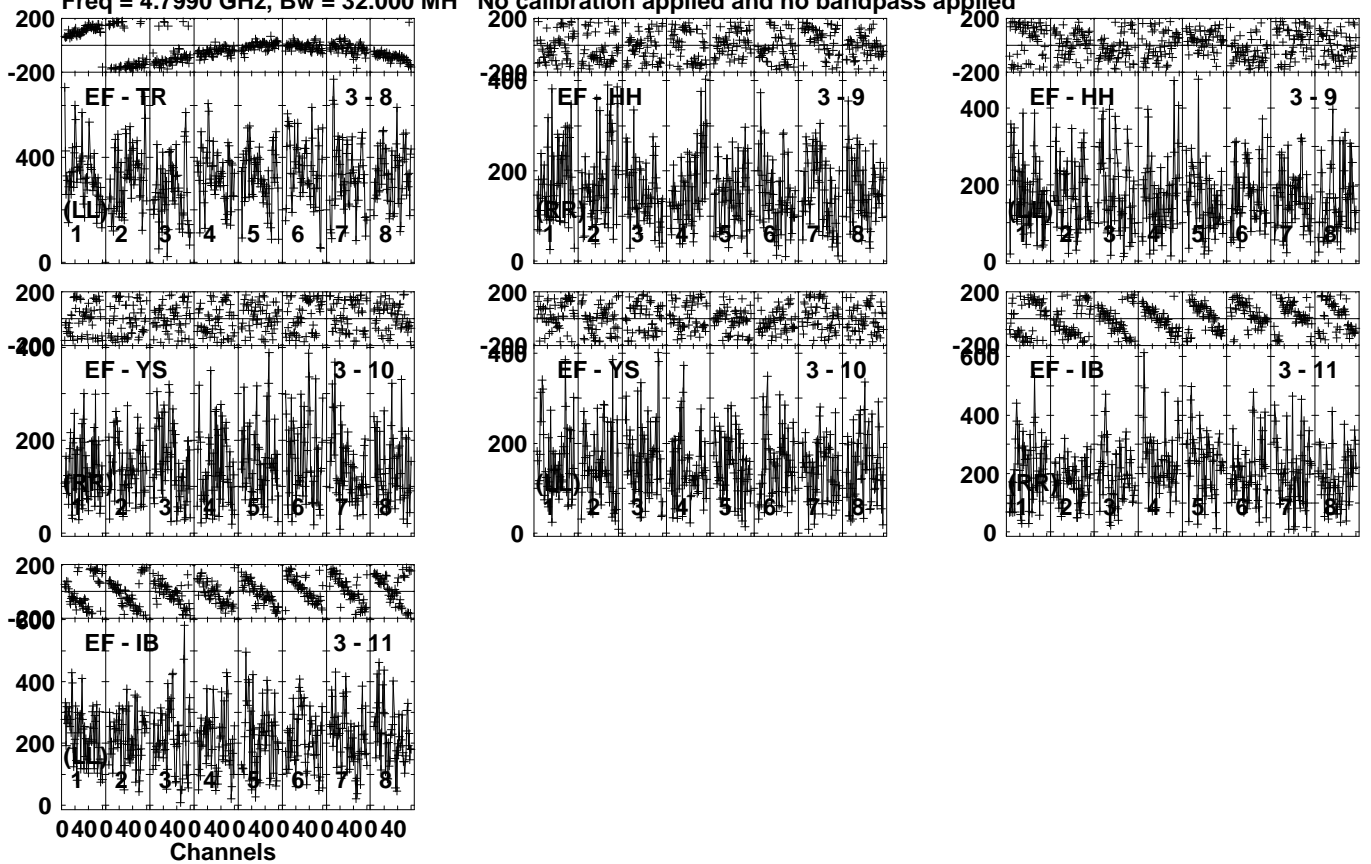 Freq = 4.7990 GHz, Bw = 32.000 MH No calibration applied and no bandpass applied
200
-200
EF - TR 3 - 8
400
(LL)
1 2 3 4 5 6 7 8
0
200
-200
400
EF - HH 3 - 9
200
(RR)
1 2 3 4 5 6 7 8
0
200
-200
EF - HH 3 - 9
400
200
(LL)
1 2 3 4 5 6 7 8
0
200
-200
400
EF - YS 3 - 10
200
(RR)
1 2 3 4 5 6 7 8
0
200
-200
400
EF - YS 3 - 10
200
(LL)
1 2 3 4 5 6 7 8
0
200
-200
600
EF - IB 3 - 11
400
200
(RR)
1 2 3 4 5 6 7 8
0
200
-200
600
EF - IB 3 - 11
400
200
(LL)
1 2 3 4 5 6 7 8
0
0 40 0 40 0 40 0 40 0 40 0 40 0 40 0 40
Channels